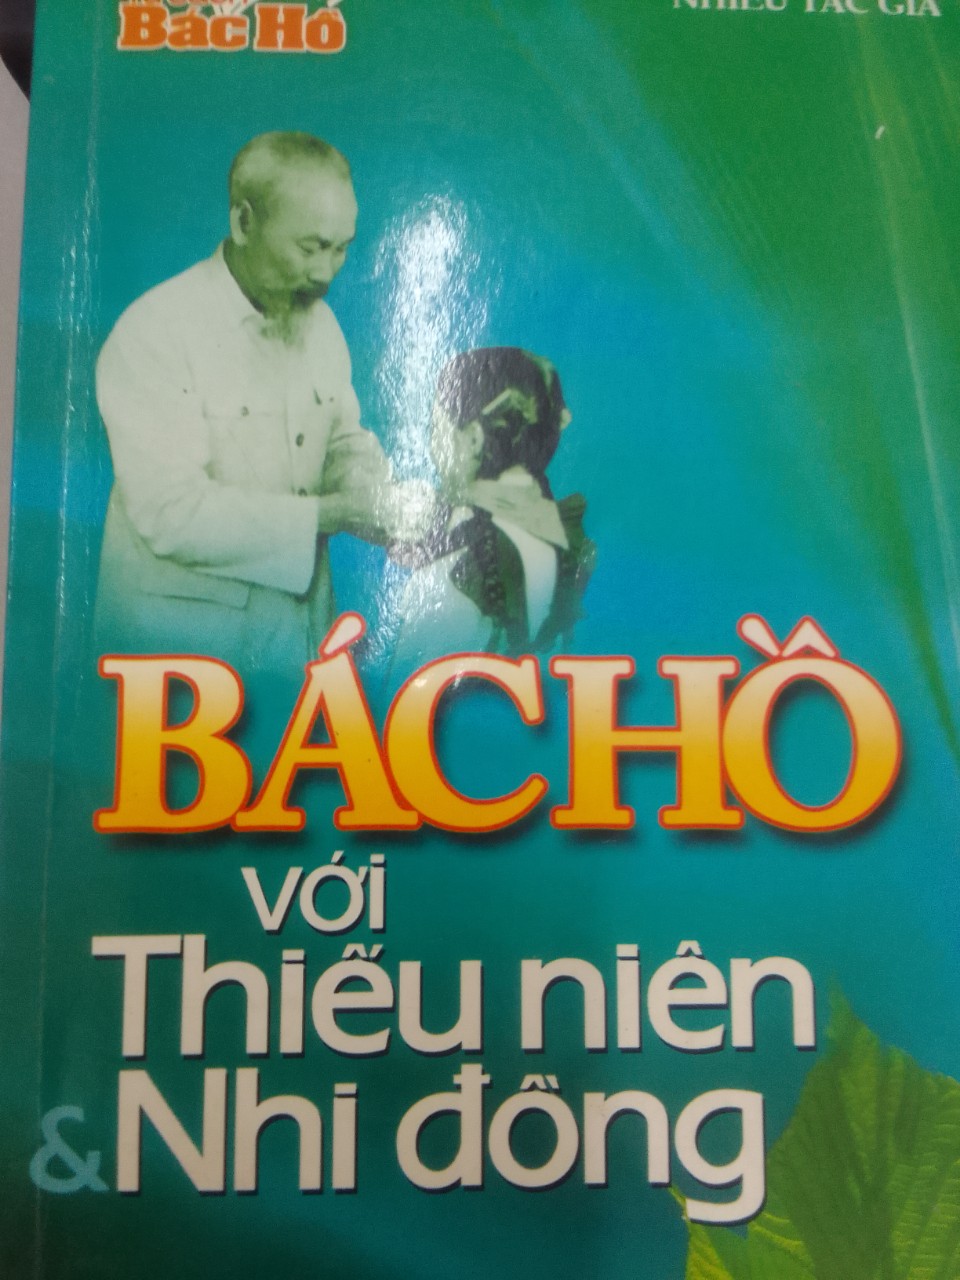 Bác Hồ
NHIỀU TÁC GIẢ
BÁC HỒ
với
Thiếu niên
& Nhi đồng